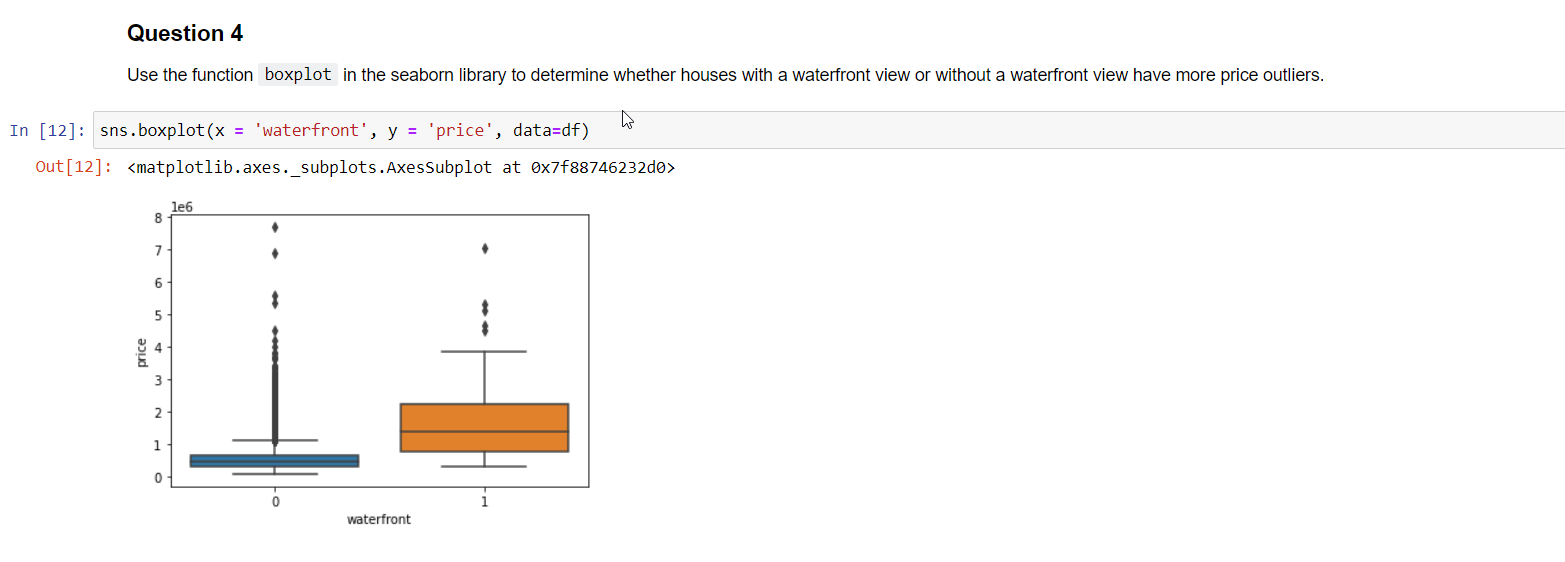 Question 4
Use the function boxplot in the seaborn library to determine whether houses with a waterfront view or without a waterfront view have more price outliers.
In [12]: sns.boxplot(x = 'waterfront', y = 'price', data=df)
Out[12]: <matplotlib.axes._subplots.AxesSubplot at 0x7f88746232d0>
1e6
8
7
6
5
4
3
2
1
0
price
0 1
waterfront